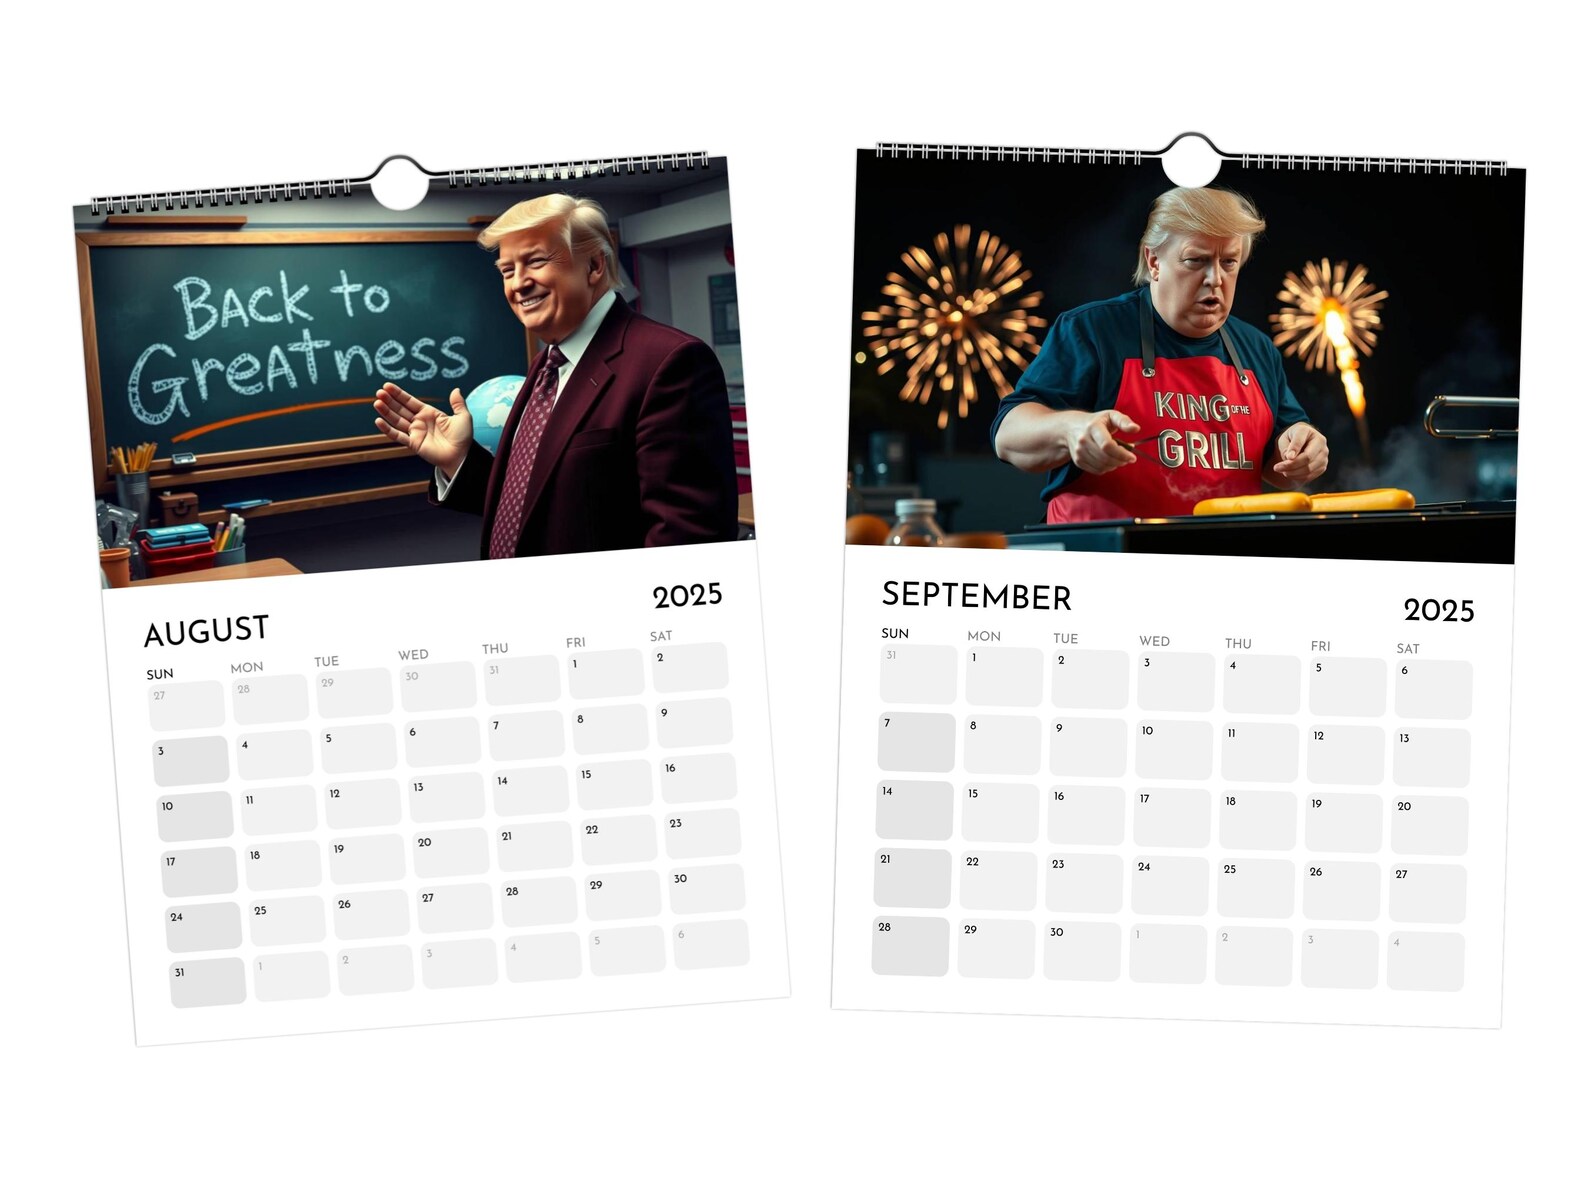 Back to
Greatness
AUGUST
2025
SUN MON TUE WED THU FRI SAT
27 28 29 30 31 1 2
3 4 5 6 7 8 9
10 11 12 13 14 15 16
17 18 19 20 21 22 23
24 25 26 27 28 29 30
31 1 2 3 4 5 6
KING OF THE
GRILL
SEPTEMBER
2025
SUN MON TUE WED THU FRI SAT
31 1 2 3 4 5 6
7 8 9 10 11 12 13
14 15 16 17 18 19 20
21 22 23 24 25 26 27
28 29 30 1 2 3 4